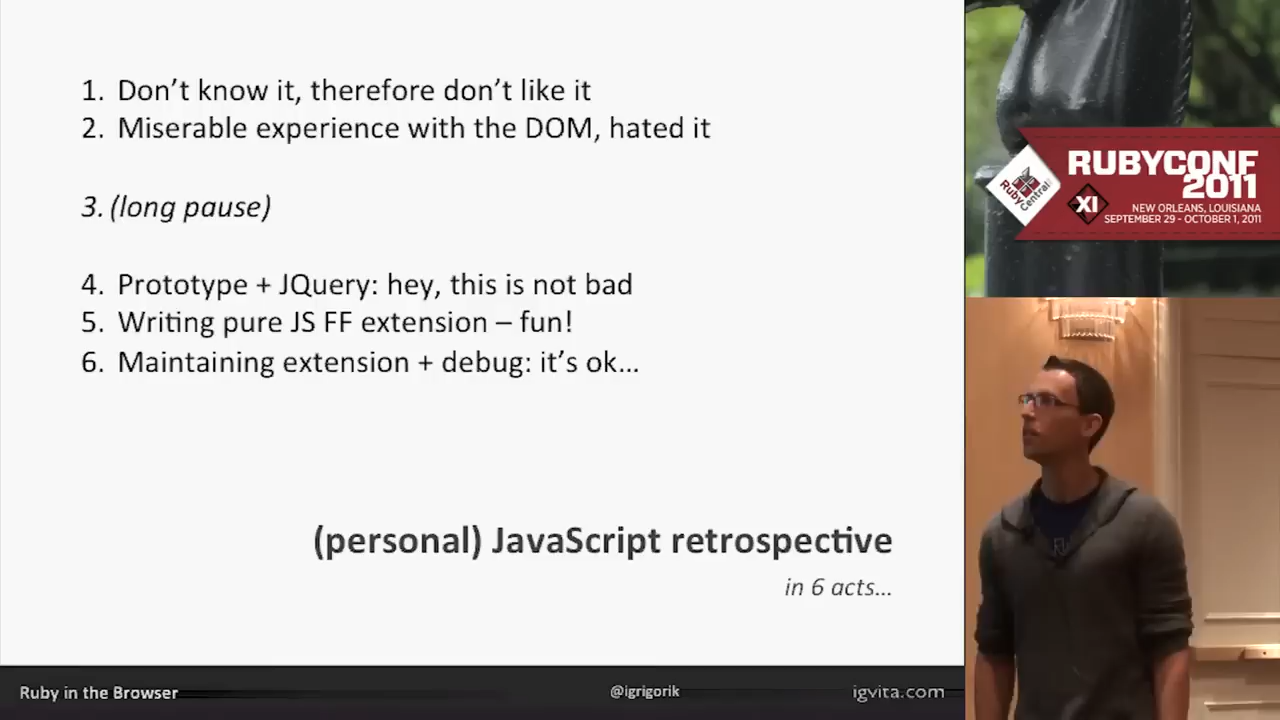 1. Don't know it, therefore don't like it
2. Miserable experience with the DOM, hated it
3. (long pause)
4. Prototype + JQuery: hey, this is not bad
5. Writing pure JS FF extension – fun!
6. Maintaining extension + debug: it's ok...
(personal) JavaScript retrospective
in 6 acts...
Ruby in the Browser
@igrigorik
igvita.com
RUBYCONF
2011
RubyCentral
XI
NEW ORLEANS, LOUISIANA
SEPTEMBER 29 - OCTOBER 1, 2011